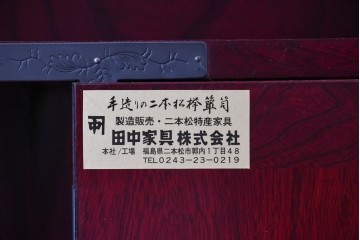 手造りの二本松欅箪笥
製造販売・二本松特産家具
田中家具株式会社
本社/工場 福島県二本松市郭内1丁目48
TEL0243-23-0219